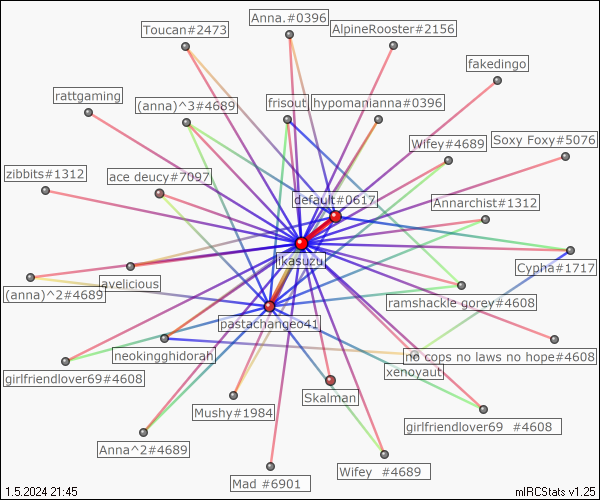 Anna.#0396
Toucan#2473
AlpineRooster#2156
fakedingo
rattgaming
(anna)^3#4689
frisout
hypomanianna#0396
Wifey#4689
Soxy Foxy#5076
zibbits#1312
ace deucy#7097
default#0617
Annarchist#1312
ikasuzu
Cypha#1717
(anna)^2#4689
avelicious
ramshackle gorey#4608
pastachangeo41
neokingghidorah
no cops no laws no hope#4608
xenoyaut
girlfriendlover69#4608
Skalman
Mushy#1984
girlfriendlover69 #4608
Anna^2#4689
Wifey #4689
Mad #6901
1.5.2024 21:45
mIRCStats v1.25